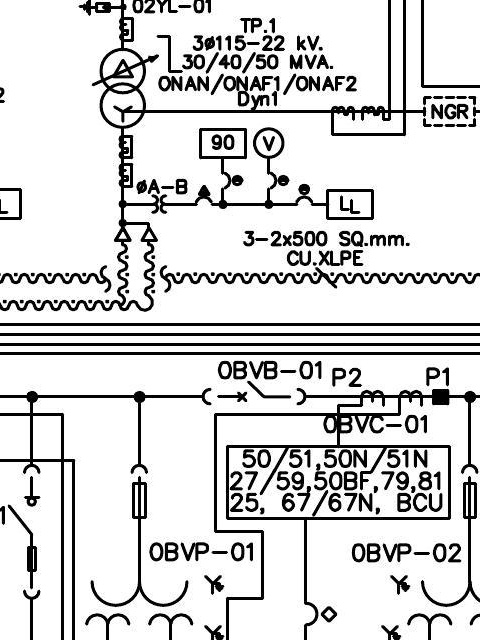 02YL-01
TP.1
3ø115-22 kV.
30/40/50 MVA.
ONAN/ONAF1/ONAF2
Dyn1
2
NGR
90
V
øA-B
LL
L
3-2x500 SQ.mm.
CU.XLPE
0BVB-01
P2
P1
0BVC-01
50/51,50N/51N
27/59,50BF,79,81
25, 67/67N, BCU
1
0BVP-01
0BVP-02